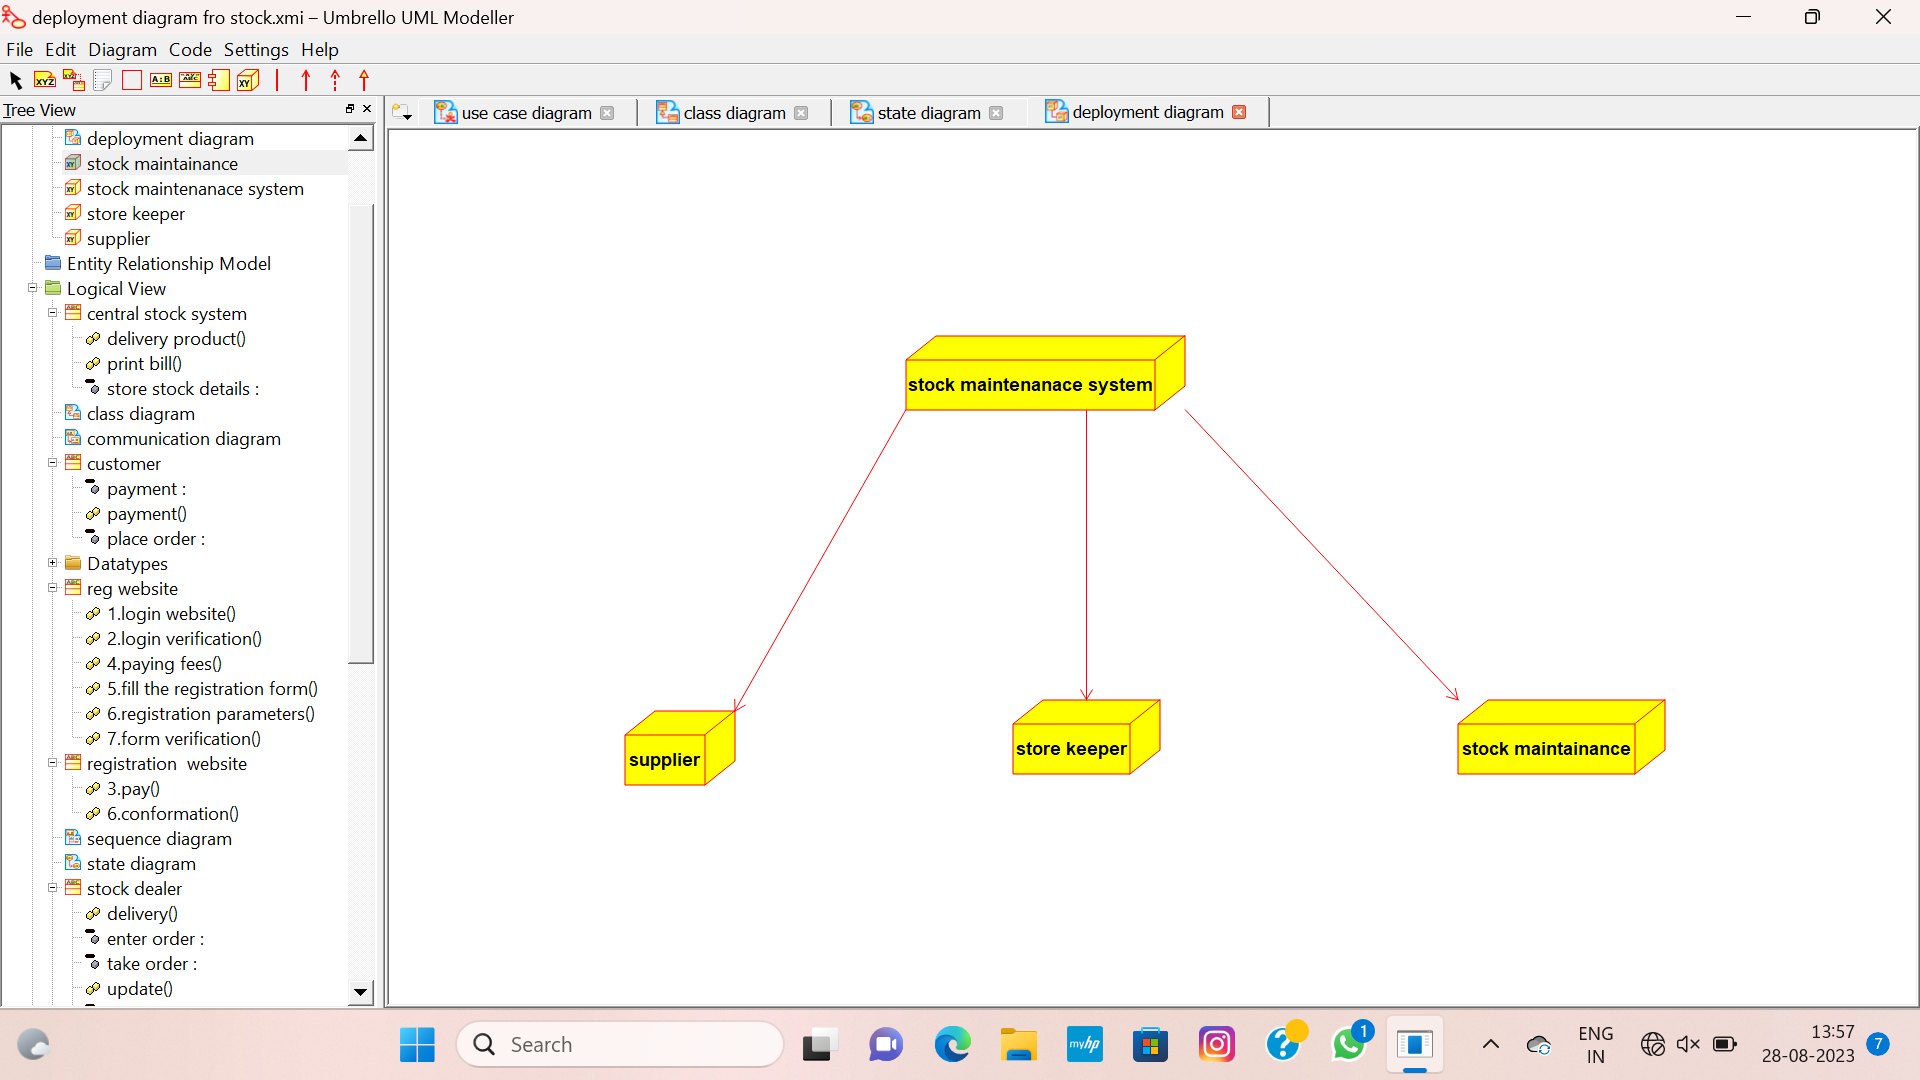 deployment diagram fro stock.xmi – Umbrello UML Modeller
File Edit Diagram Code Settings Help
Tree View
use case diagram
class diagram
state diagram
deployment diagram
deployment diagram
stock maintainance
stock maintenanace system
store keeper
supplier
Entity Relationship Model
Logical View
central stock system
delivery product()
print bill()
store stock details :
class diagram
communication diagram
customer
payment :
payment()
place order :
Datatypes
reg website
1.login website()
2.login verification()
4.paying fees()
5.fill the registration form()
6.registration parameters()
7.form verification()
registration  website
3.pay()
6.conformation()
sequence diagram
state diagram
stock dealer
delivery()
enter order :
take order :
update()
stock maintenanace system
supplier
store keeper
stock maintainance
Search
myhp
1
ENG
IN
13:57
28-08-2023
7